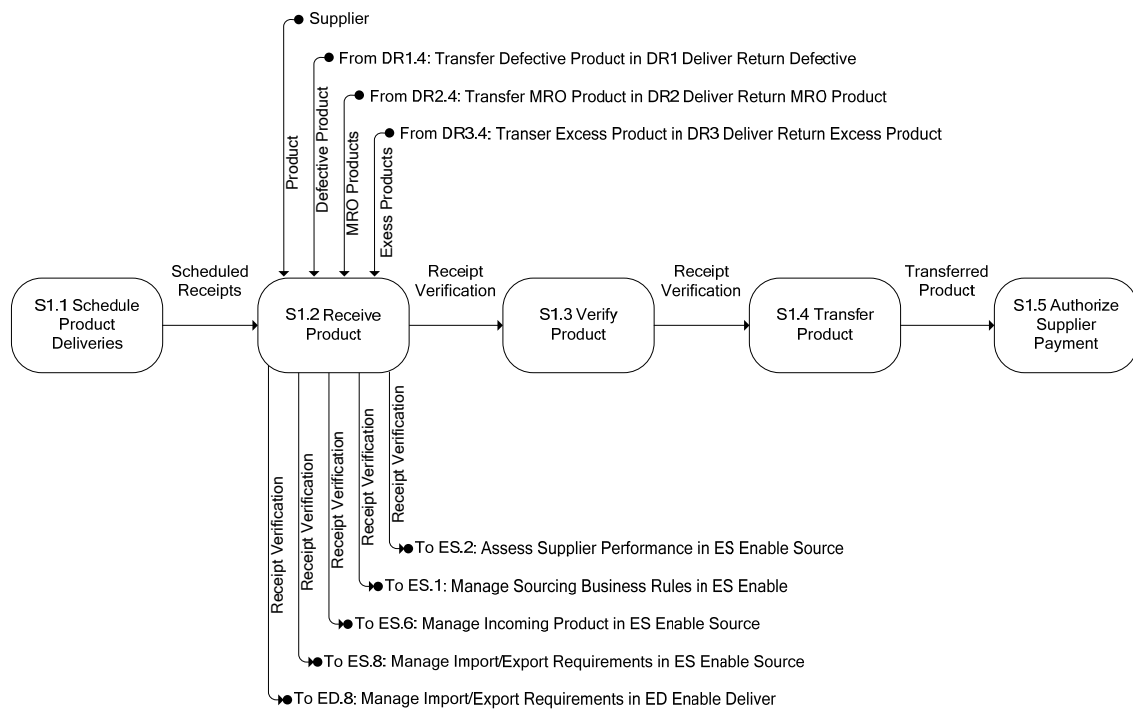 Supplier
From DR1.4: Transfer Defective Product in DR1 Deliver Return Defective
From DR2.4: Transfer MRO Product in DR2 Deliver Return MRO Product
From DR3.4: Transer Excess Product in DR3 Deliver Return Excess Product
Product
Defective Product
MRO Products
Exess Products
S1.1 Schedule
Product
Deliveries
Scheduled
Receipts
S1.2 Receive
Product
Receipt
Verification
S1.3 Verify
Product
Receipt
Verification
S1.4 Transfer
Product
Transferred
Product
S1.5 Authorize
Supplier
Payment
Receipt Verification
Receipt Verification
Receipt Verification
Receipt Verification
Receipt Verification
To ES.2: Assess Supplier Performance in ES Enable Source
To ES.1: Manage Sourcing Business Rules in ES Enable
To ES.6: Manage Incoming Product in ES Enable Source
To ES.8: Manage Import/Export Requirements in ES Enable Source
To ED.8: Manage Import/Export Requirements in ED Enable Deliver